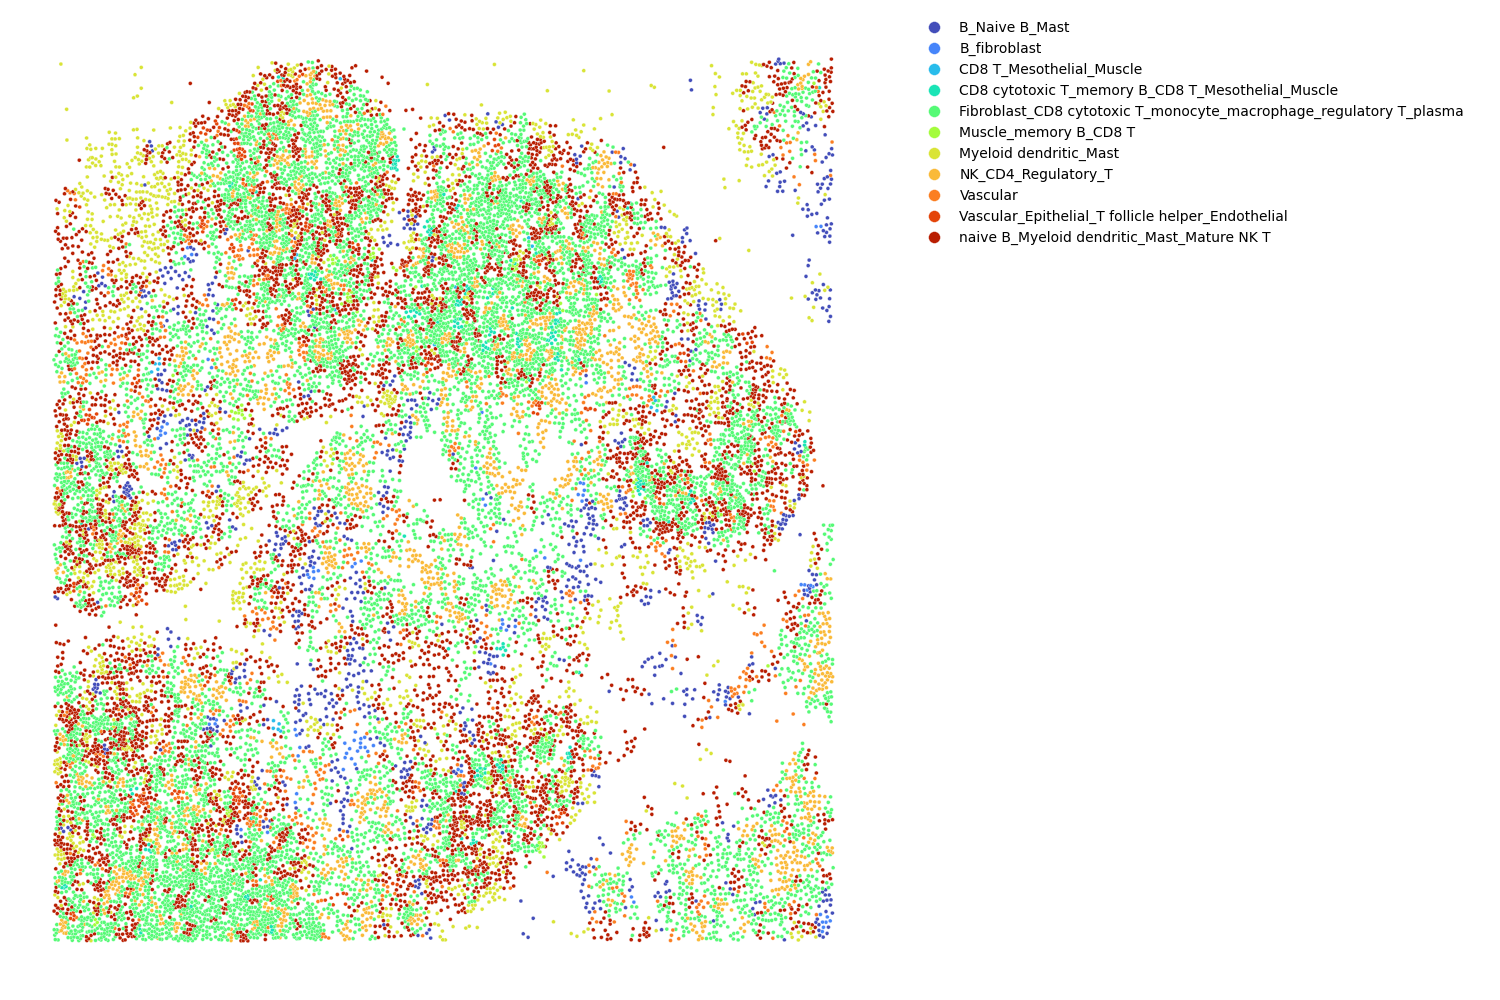 B_Naive B_Mast
B_fibroblast
CD8 T_Mesothelial_Muscle
CD8 cytotoxic T_memory B_CD8 T_Mesothelial_Muscle
Fibroblast_CD8 cytotoxic T_monocyte_macrophage_regulatory T_plasma
Muscle_memory B_CD8 T
Myeloid dendritic_Mast
NK_CD4_Regulatory_T
Vascular
Vascular_Epithelial_T follicle helper_Endothelial
naive B_Myeloid dendritic_Mast_Mature NK T